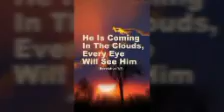 He Is Coming
In The Clouds,
Every Eye
Will See Him